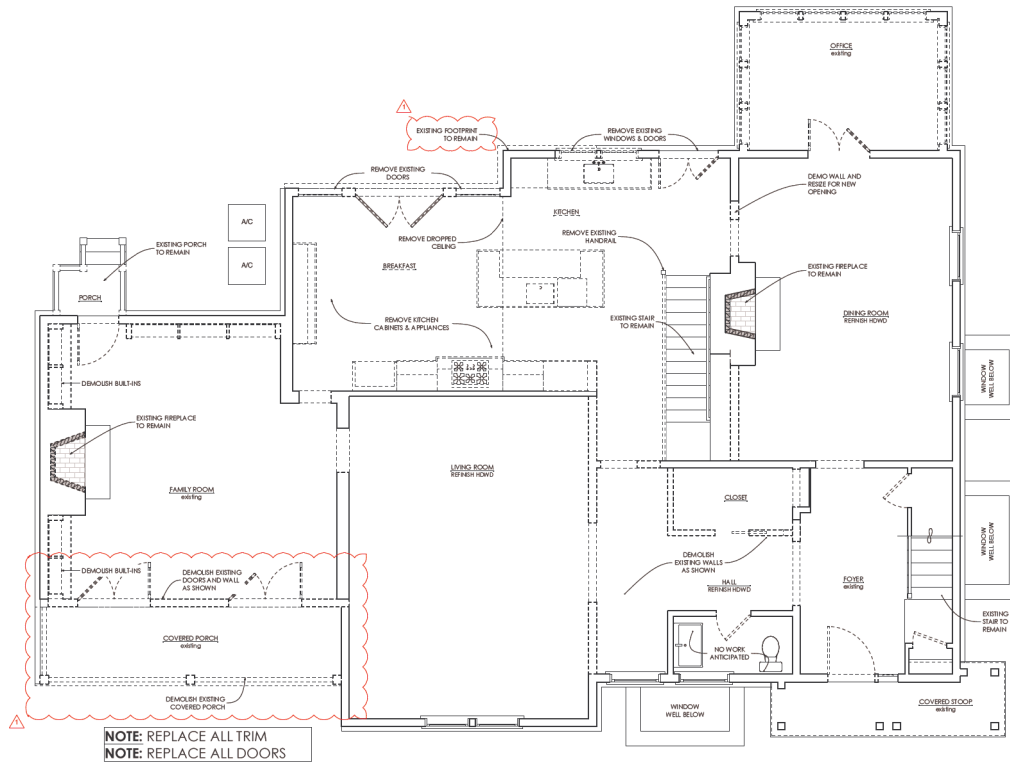 OFFICE
existing
1
EXISTING FOOTPRINT
TO REMAIN
REMOVE EXISTING
WINDOWS & DOORS
REMOVE EXISTING
DOORS
DEMO WALL AND
RESIZE FOR NEW
OPENING
KITCHEN
A/C
REMOVE DROPPED
CEILING
REMOVE EXISTING
HANDRAIL
EXISTING PORCH
TO REMAIN
A/C
BREAKFAST
EXISTING FIREPLACE
TO REMAIN
PORCH
REMOVE KITCHEN
CABINETS & APPLIANCES
EXISTING STAIR
TO REMAIN
DINING ROOM
REFINISH HDWD
DEMOLISH BUILT-INS
WINDOW
WELL BELOW
EXISTING FIREPLACE
TO REMAIN
LIVING ROOM
REFINISH HDWD
FAMILY ROOM
existing
CLOSET
WINDOW
WELL BELOW
DEMOLISH
EXISTING WALLS
AS SHOWN
DEMOLISH BUILT-INS
DEMOLISH EXISTING
DOORS AND WALL
AS SHOWN
HALL
REFINISH HDWD
FOYER
existing
EXISTING
STAIR TO
REMAIN
COVERED PORCH
existing
NO WORK
ANTICIPATED
DEMOLISH EXISTING
COVERED PORCH
WINDOW
WELL BELOW
COVERED STOOP
existing
1
NOTE: REPLACE ALL TRIM
NOTE: REPLACE ALL DOORS